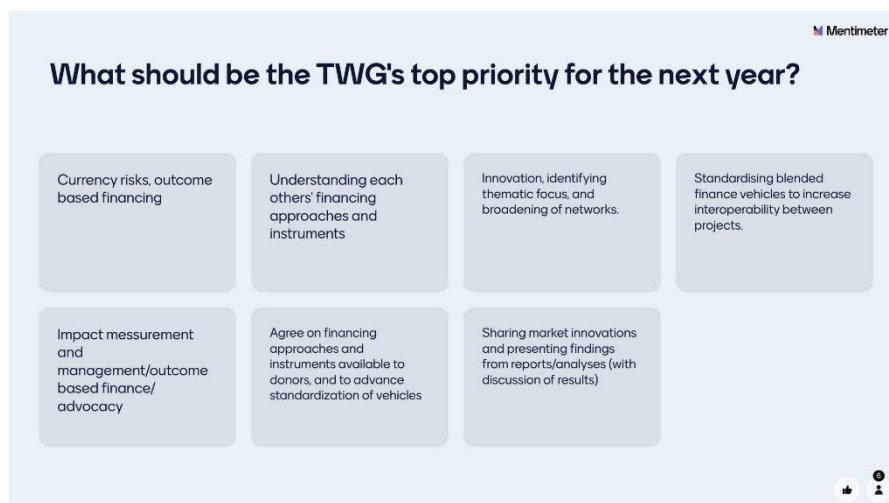 Mentimeter
What should be the TWG's top priority for the next year?
Currency risks, outcome
based financing
Understanding each
others' financing
approaches and
instruments
Innovation, identifying
thematic focus, and
broadening of networks.
Standardising blended
finance vehicles to increase
interoperability between
projects.
Impact messurement
and
management/outcome
based finance/
advocacy
Agree on financing
approaches and
instruments available to
donors, and to advance
standardization of vehicles
Sharing market innovations
and presenting findings
from reports/analyses (with
discussion of results)
6